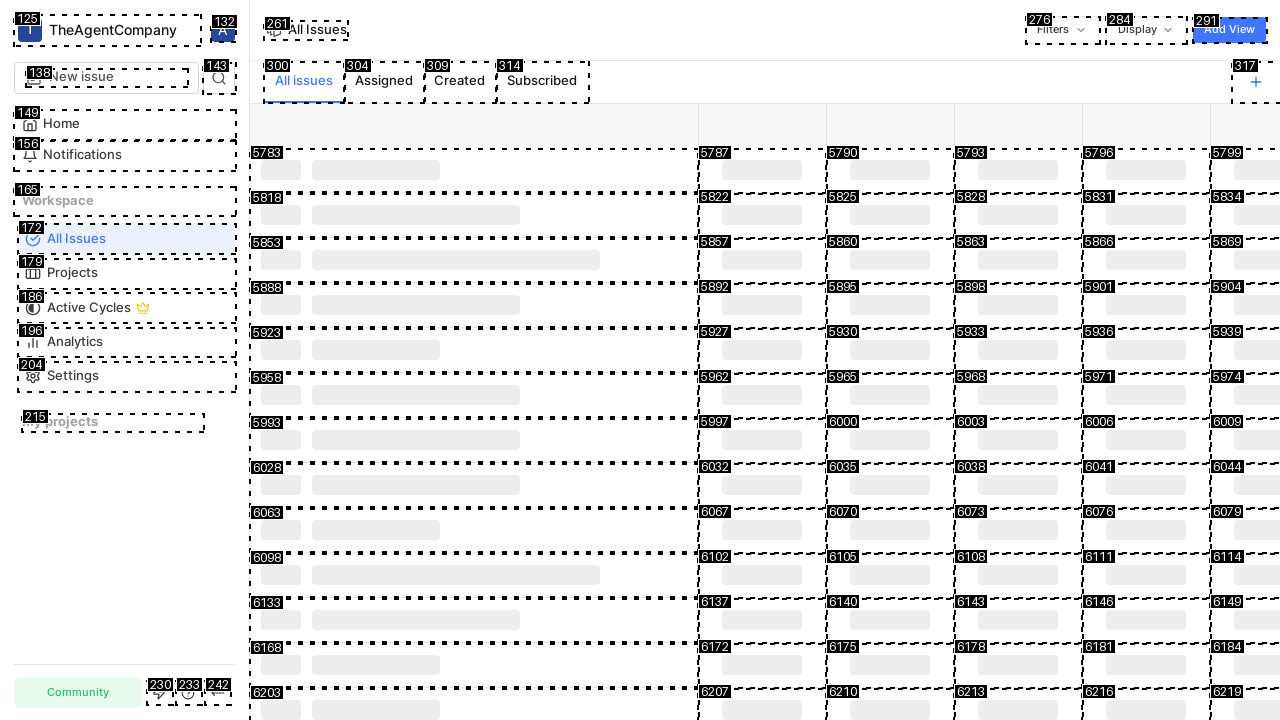 125 TheAgentCompany 132
261 All Issues 276 Filters 284 Display 291 Add View
138 New issue 143
300 All issues 304 Assigned 309 Created 314 Subscribed 317
149 Home
156 Notifications
165 Workspace
172 All Issues
179 Projects
186 Active Cycles
196 Analytics
204 Settings
215 My projects
Community 230 233 242
5783 5787 5790 5793 5796 5799
5818 5822 5825 5828 5831 5834
5853 5857 5860 5863 5866 5869
5888 5892 5895 5898 5901 5904
5923 5927 5930 5933 5936 5939
5958 5962 5965 5968 5971 5974
5993 5997 6000 6003 6006 6009
6028 6032 6035 6038 6041 6044
6063 6067 6070 6073 6076 6079
6098 6102 6105 6108 6111 6114
6133 6137 6140 6143 6146 6149
6168 6172 6175 6178 6181 6184
6203 6207 6210 6213 6216 6219